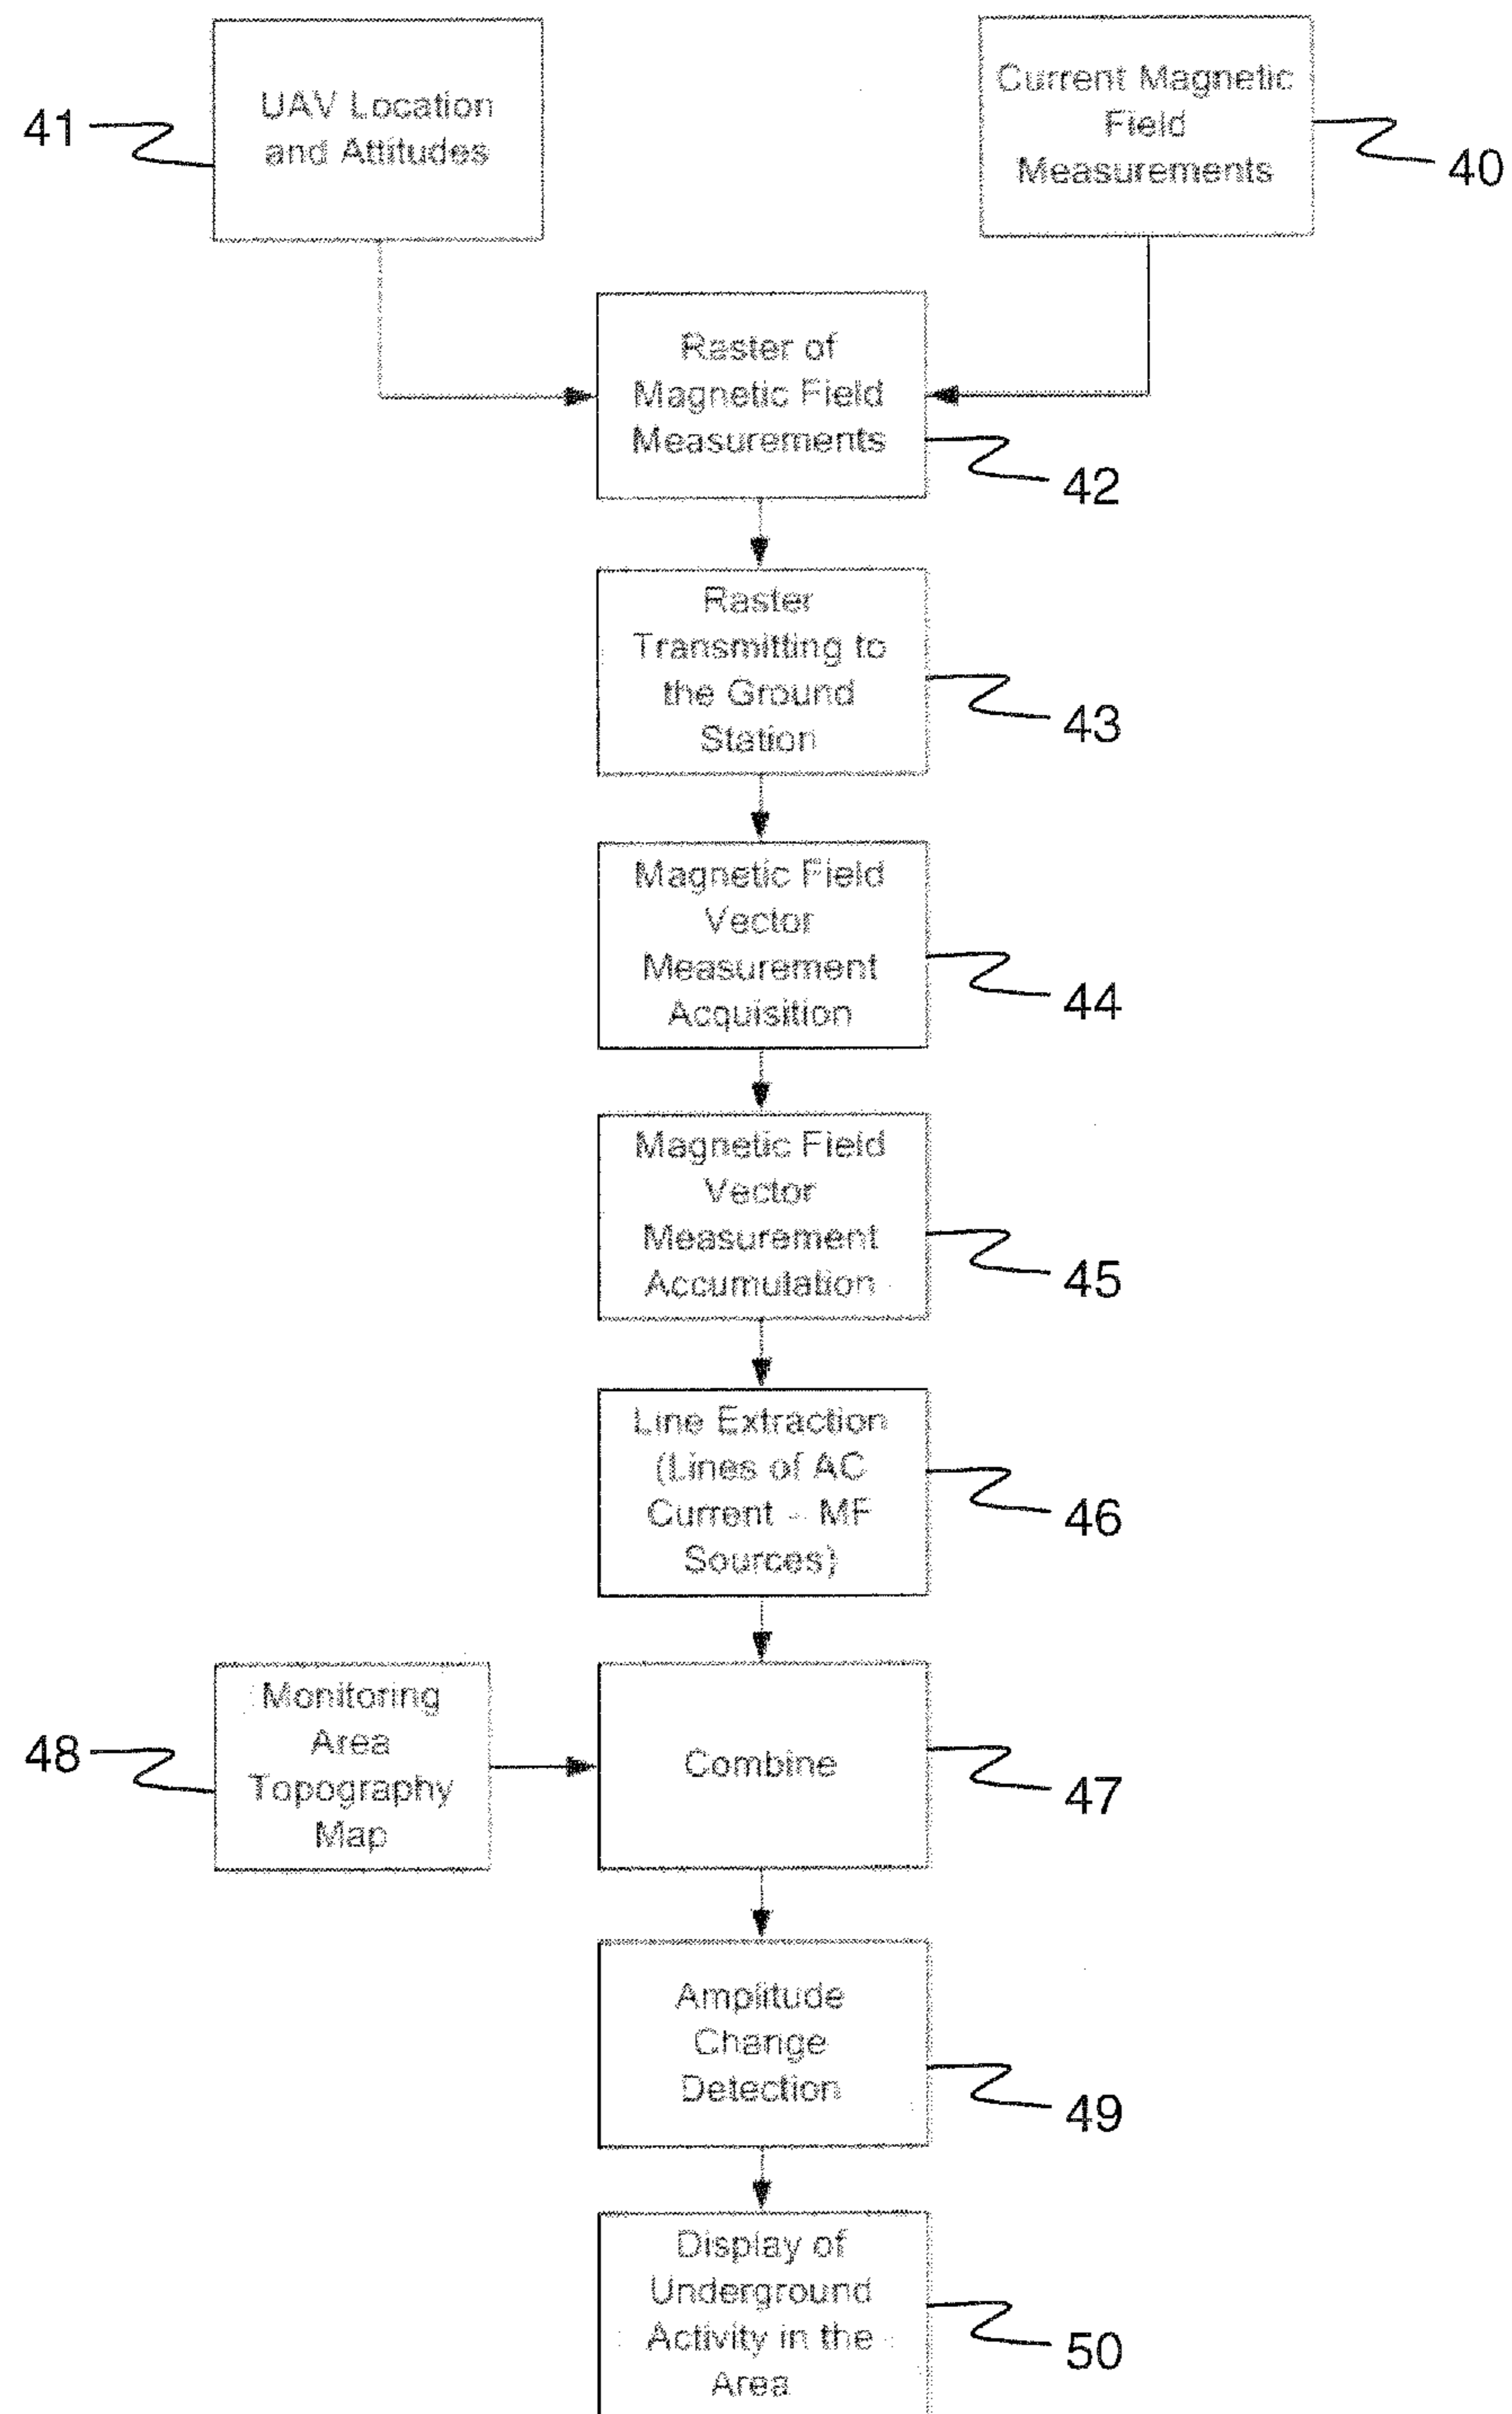 UAV Location
and Attitudes
41
Current Magnetic
Field
Measurements
40
Raster of
Magnetic Field
Measurements
42
Raster
Transmitting to
the Ground
Station
43
Magnetic Field
Vector
Measurement
Acquisition
44
Magnetic Field
Vector
Measurement
Accumulation
45
Line Extraction
(Lines of AC
Current - MF
Sources)
46
Monitoring
Area
Topography
Map
48
Combine
47
Amplitude
Change
Detection
49
Display of
Underground
Activity in the
Area
50